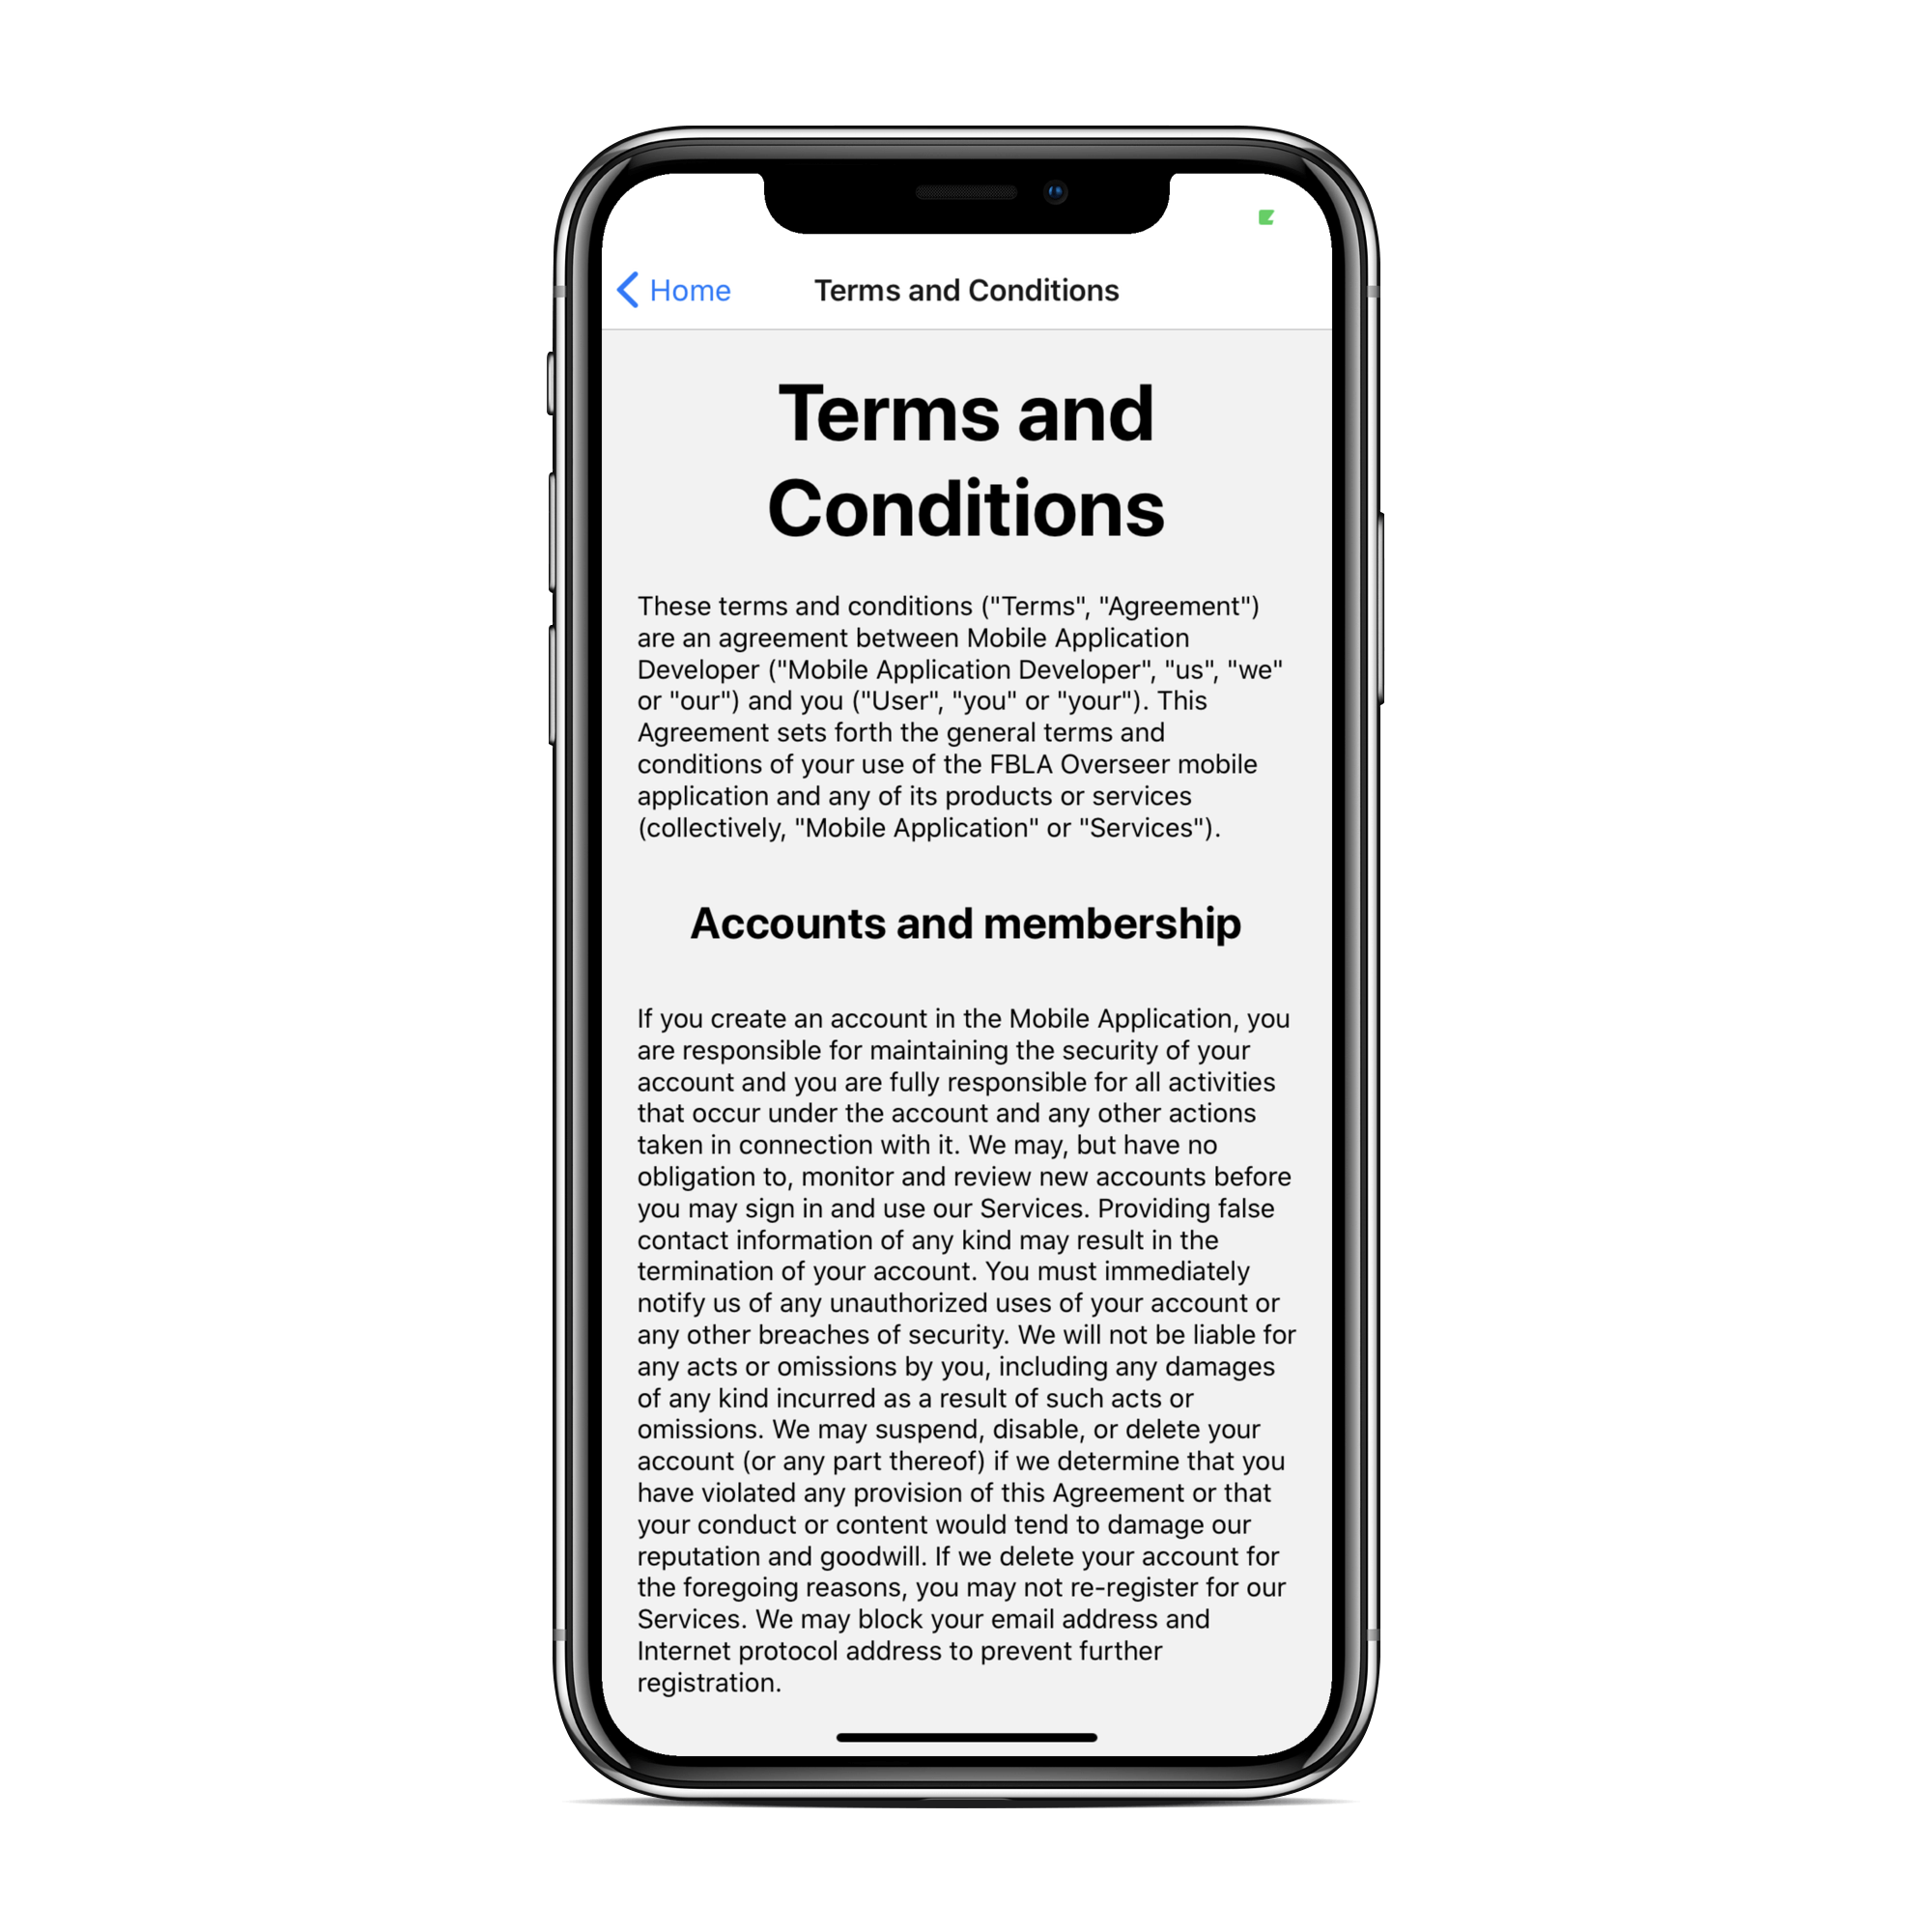 Home
Terms and Conditions
Terms and
Conditions
These terms and conditions ("Terms", "Agreement")
are an agreement between Mobile Application
Developer ("Mobile Application Developer", "us", "we"
or "our") and you ("User", "you" or "your"). This
Agreement sets forth the general terms and
conditions of your use of the FBLA Overseer mobile
application and any of its products or services
(collectively, "Mobile Application" or "Services").
Accounts and membership
If you create an account in the Mobile Application, you
are responsible for maintaining the security of your
account and you are fully responsible for all activities
that occur under the account and any other actions
taken in connection with it. We may, but have no
obligation to, monitor and review new accounts before
you may sign in and use our Services. Providing false
contact information of any kind may result in the
termination of your account. You must immediately
notify us of any unauthorized uses of your account or
any other breaches of security. We will not be liable for
any acts or omissions by you, including any damages
of any kind incurred as a result of such acts or
omissions. We may suspend, disable, or delete your
account (or any part thereof) if we determine that you
have violated any provision of this Agreement or that
your conduct or content would tend to damage our
reputation and goodwill. If we delete your account for
the foregoing reasons, you may not re-register for our
Services. We may block your email address and
Internet protocol address to prevent further
registration.